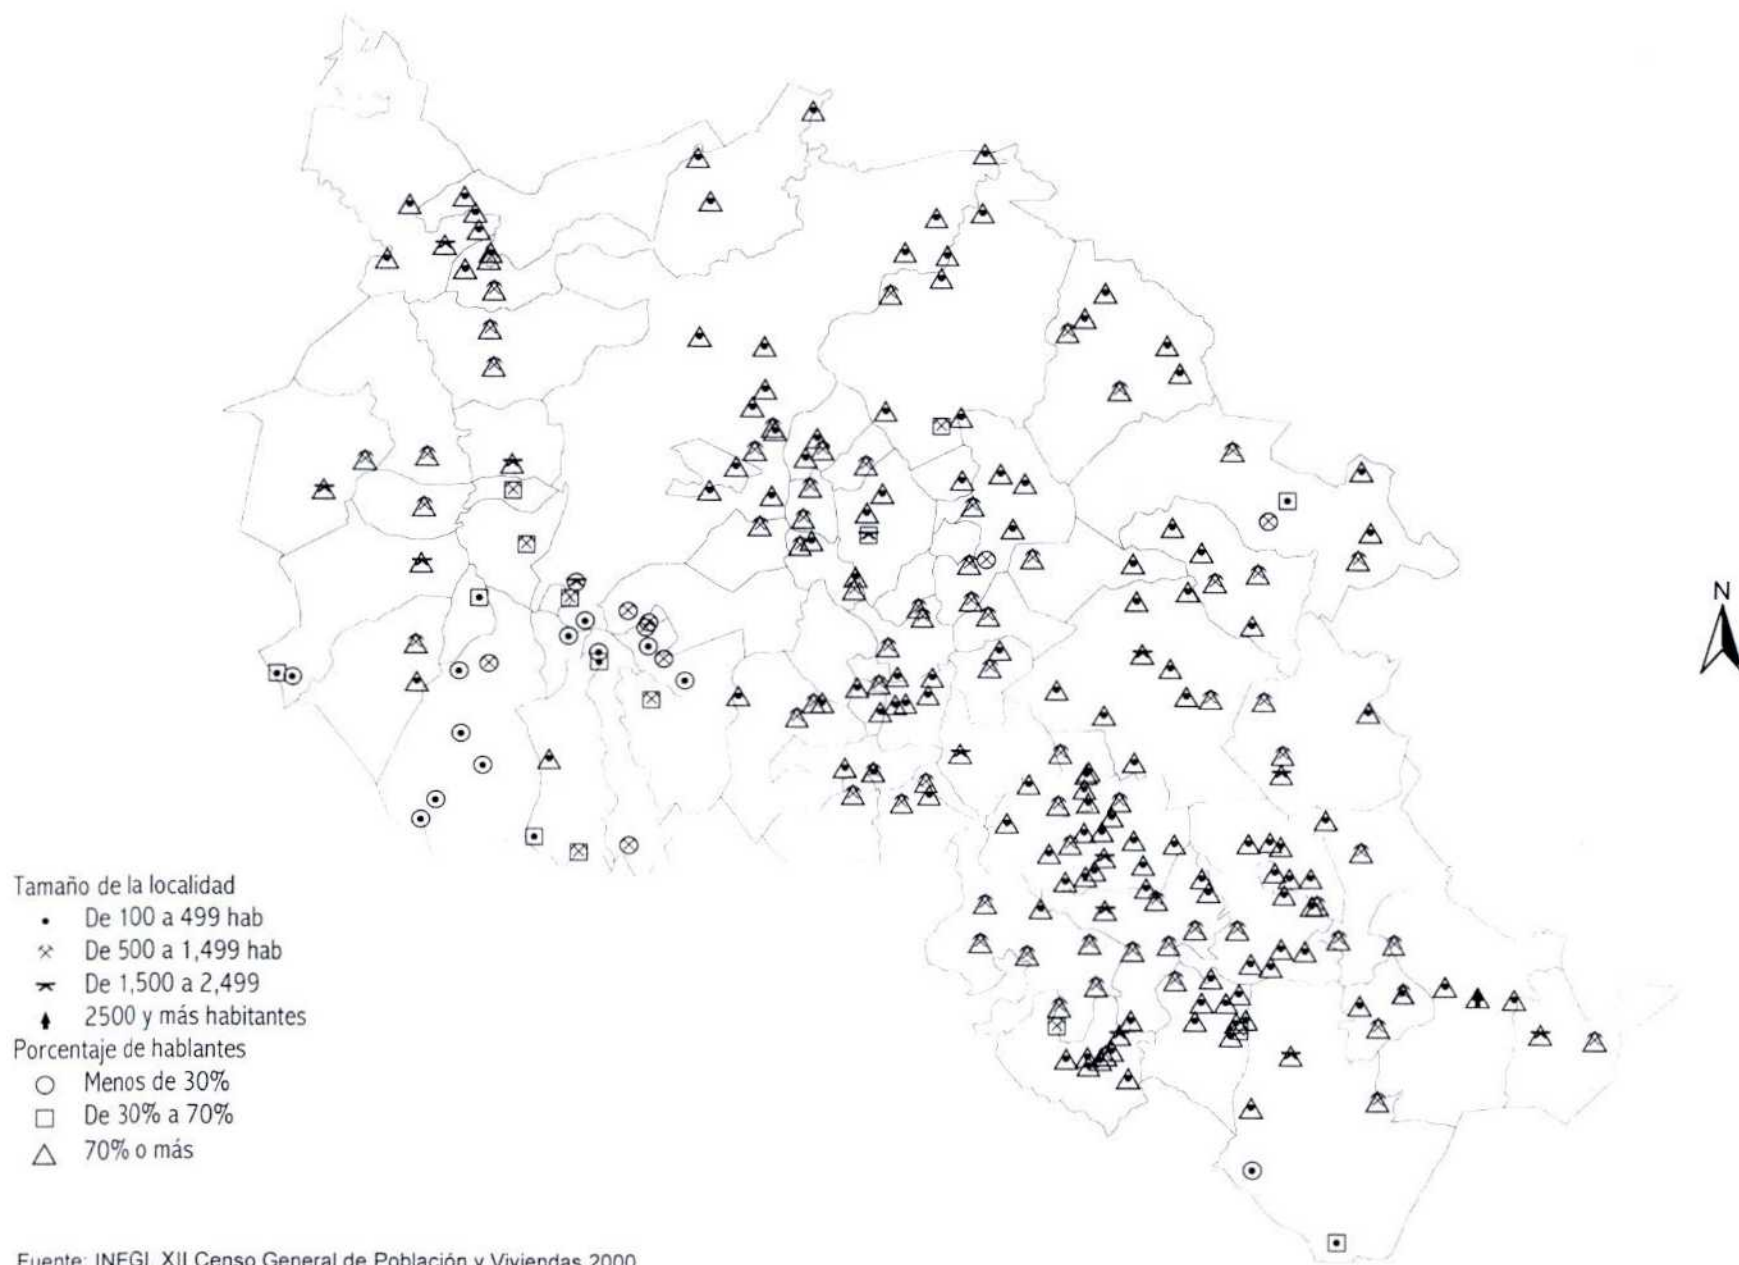 N
Tamaño de la localidad
De 100 a 499 hab
De 500 a 1,499 hab
De 1,500 a 2,499
2500 y más habitantes
Porcentaje de hablantes
Menos de 30%
De 30% a 70%
70% o más
Fuente: INEGI, XII Censo General de Población y Viviendas 2000